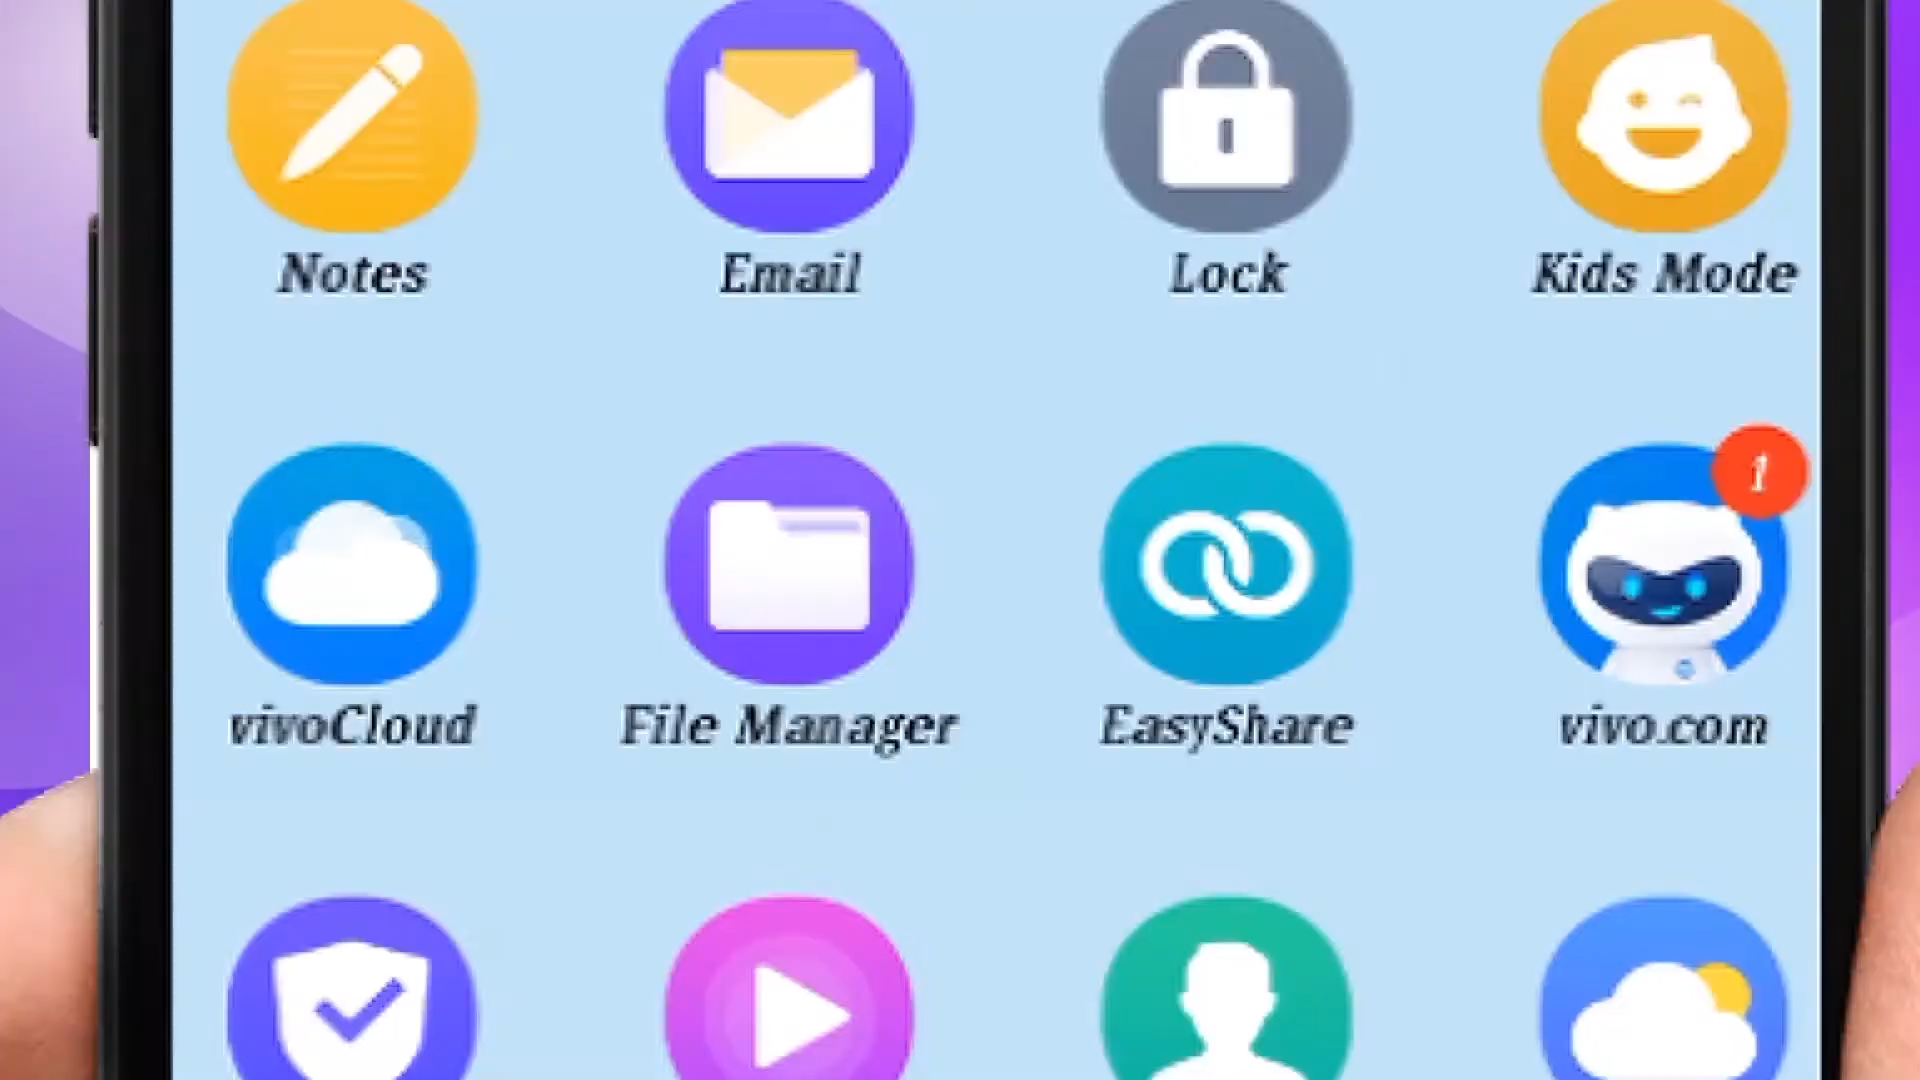 Notes
Email
Lock
Kids Mode
1
vivoCloud
File Manager
EasyShare
vivo.com